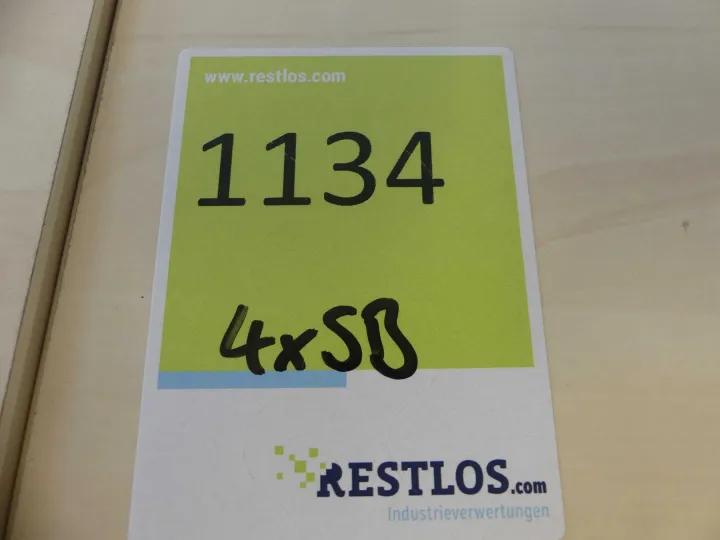 www.restlos.com
1134
4xSB
RESTLOS.com
Industrieverwertungen